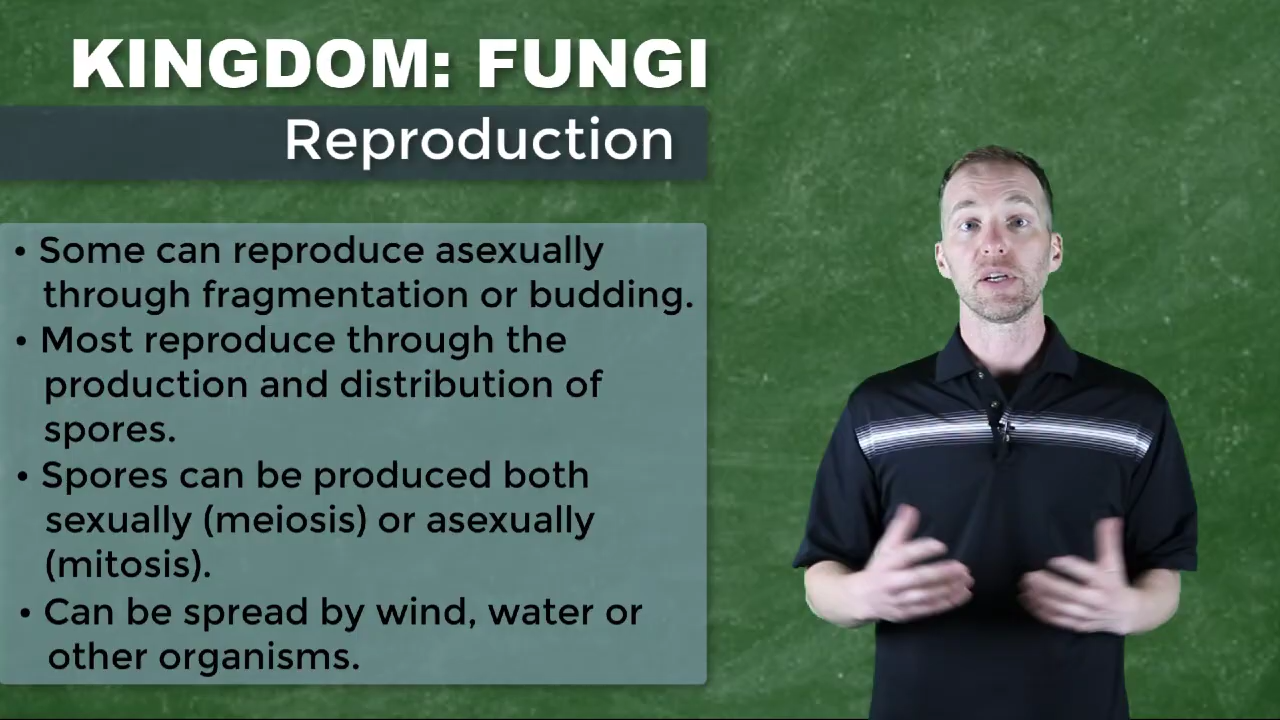 KINGDOM: FUNGI
Reproduction
• Some can reproduce asexually
through fragmentation or budding.
• Most reproduce through the
production and distribution of
spores.
• Spores can be produced both
sexually (meiosis) or asexually
(mitosis).
• Can be spread by wind, water or
other organisms.